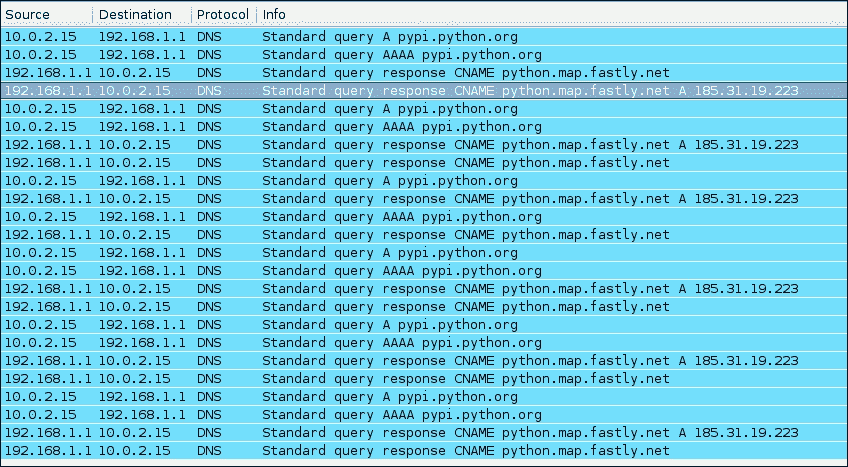 Source Destination Protocol Info
10.0.2.15 192.168.1.1 DNS Standard query A pypi.python.org
10.0.2.15 192.168.1.1 DNS Standard query AAAA pypi.python.org
192.168.1.1 10.0.2.15 DNS Standard query response CNAME python.map.fastly.net
192.168.1.1 10.0.2.15 DNS Standard query response CNAME python.map.fastly.net A 185.31.19.223
10.0.2.15 192.168.1.1 DNS Standard query A pypi.python.org
10.0.2.15 192.168.1.1 DNS Standard query AAAA pypi.python.org
192.168.1.1 10.0.2.15 DNS Standard query response CNAME python.map.fastly.net A 185.31.19.223
192.168.1.1 10.0.2.15 DNS Standard query response CNAME python.map.fastly.net
10.0.2.15 192.168.1.1 DNS Standard query A pypi.python.org
192.168.1.1 10.0.2.15 DNS Standard query response CNAME python.map.fastly.net A 185.31.19.223
10.0.2.15 192.168.1.1 DNS Standard query AAAA pypi.python.org
192.168.1.1 10.0.2.15 DNS Standard query response CNAME python.map.fastly.net
10.0.2.15 192.168.1.1 DNS Standard query A pypi.python.org
10.0.2.15 192.168.1.1 DNS Standard query AAAA pypi.python.org
192.168.1.1 10.0.2.15 DNS Standard query response CNAME python.map.fastly.net A 185.31.19.223
192.168.1.1 10.0.2.15 DNS Standard query response CNAME python.map.fastly.net
10.0.2.15 192.168.1.1 DNS Standard query A pypi.python.org
10.0.2.15 192.168.1.1 DNS Standard query AAAA pypi.python.org
192.168.1.1 10.0.2.15 DNS Standard query response CNAME python.map.fastly.net A 185.31.19.223
192.168.1.1 10.0.2.15 DNS Standard query response CNAME python.map.fastly.net
10.0.2.15 192.168.1.1 DNS Standard query A pypi.python.org
10.0.2.15 192.168.1.1 DNS Standard query AAAA pypi.python.org
192.168.1.1 10.0.2.15 DNS Standard query response CNAME python.map.fastly.net A 185.31.19.223
192.168.1.1 10.0.2.15 DNS Standard query response CNAME python.map.fastly.net